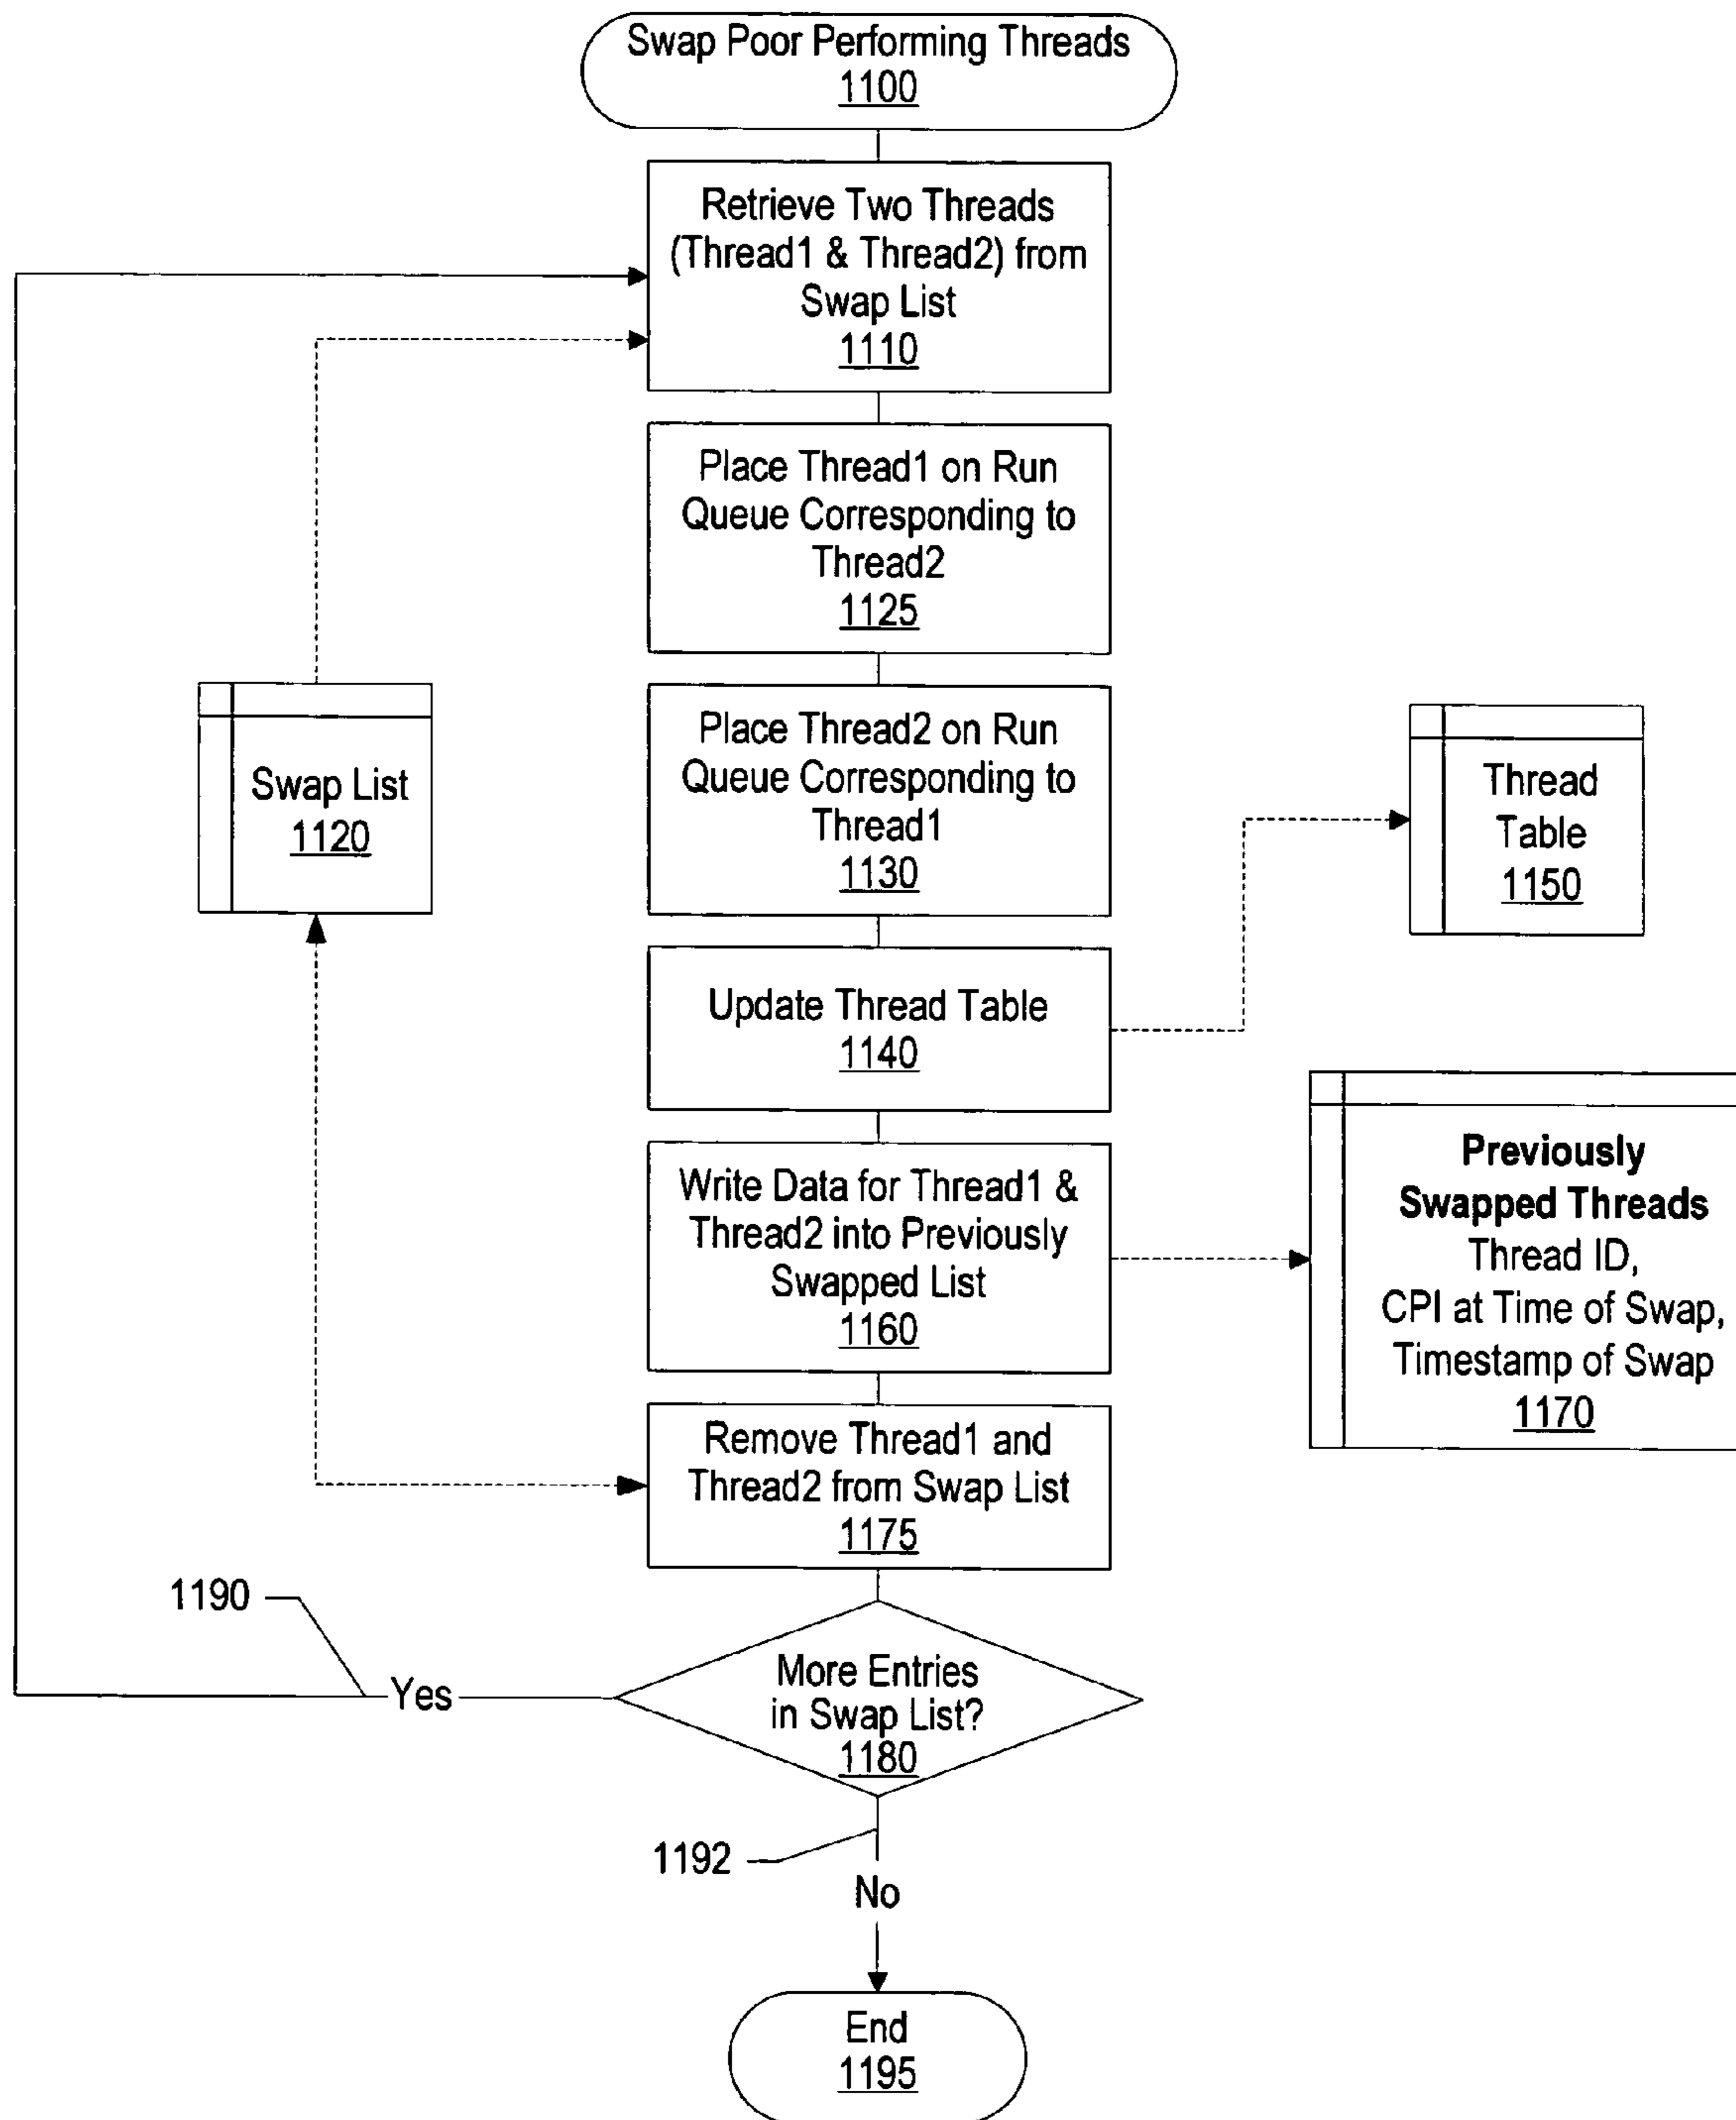 Swap Poor Performing Threads
1100
Retrieve Two Threads
(Thread1 & Thread2) from
Swap List
1110
Place Thread1 on Run
Queue Corresponding to
Thread2
1125
Place Thread2 on Run
Queue Corresponding to
Thread1
1130
Swap List
1120
Thread
Table
1150
Update Thread Table
1140
Write Data for Thread1 &
Thread2 into Previously
Swapped List
1160
Previously
Swapped Threads
Thread ID,
CPI at Time of Swap,
Timestamp of Swap
1170
Remove Thread1 and
Thread2 from Swap List
1175
1190
Yes
More Entries
in Swap List?
1180
1192
No
End
1195